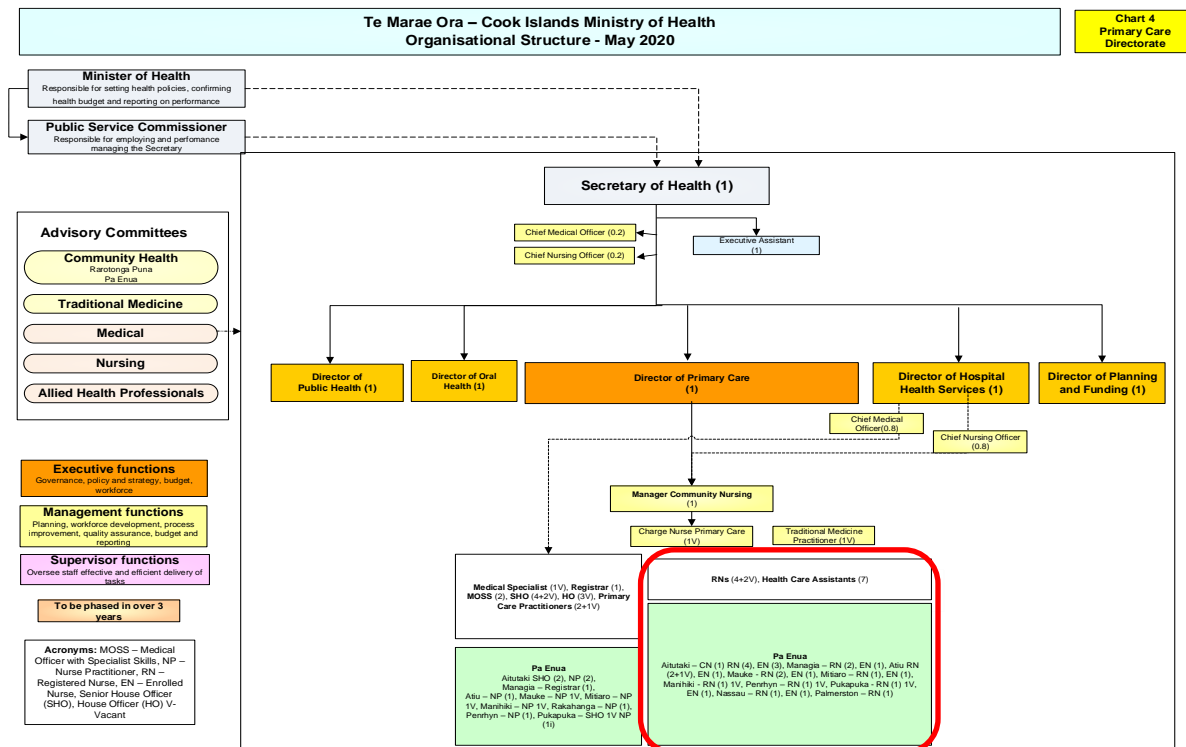 Te Marae Ora – Cook Islands Ministry of Health
Organisational Structure - May 2020
Chart 4
Primary Care
Directorate
Minister of Health
Responsible for setting health policies, confirming
health budget and reporting on performance
Public Service Commissioner
Responsible for employing and perfomance
managing the Secretary
Secretary of Health (1)
Chief Medical Officer (0.2)
Chief Nursing Officer (0.2)
Executive Assistant
(1)
Advisory Committees
Community Health
Rarotonga Puna
Pa Enua
Traditional Medicine
Medical
Nursing
Allied Health Professionals
Director of
Public Health (1)
Director of Oral
Health (1)
Director of Primary Care
(1)
Director of Hospital
Health Services (1)
Director of Planning
and Funding (1)
Chief Medical
Officer(0.8)
Chief Nursing Officer
(0.8)
Executive functions
Governance, policy and strategy, budget,
workforce
Management functions
Planning, workforce development, process
improvement, quality assurance, budget and
reporting
Supervisor functions
Oversee staff effective and efficient delivery of
tasks
To be phased in over 3
years
Acronyms: MOSS – Medical
Officer with Specialist Skills, NP –
Nurse Practitioner, RN –
Registered Nurse, EN – Enrolled
Nurse, Senior House Officer
(SHO), House Officer (HO) V-
Vacant
Manager Community Nursing
(1)
Charge Nurse Primary Care
(1V)
Traditional Medicine
Practitioner (1V)
Medical Specialist (1V), Registrar (1),
MOSS (2), SHO (4+2V), HO (3V), Primary
Care Practitioners (2+1V)
RNs (4+2V), Health Care Assistants (7)
Pa Enua
Aitutaki SHO (2), NP (2),
Managia – Registrar (1),
Atiu – NP (1), Mauke – NP 1V, Mitiaro – NP
1V, Manihiki – NP 1V, Rakahanga – NP (1),
Penrhyn – NP (1), Pukapuka – SHO 1V NP
(1i)
Pa Enua
Aitutaki – CN (1) RN (4), EN (3), Managia – RN (2), EN (1), Atiu RN
(2+1V), EN (1), Mauke - RN (2), EN (1), Mitiaro – RN (1), EN (1),
Manihiki - RN (1) 1V, Penrhyn – RN (1) 1V, Pukapuka - RN (1) 1V,
EN (1), Nassau – RN (1), EN (1), Palmerston – RN (1)